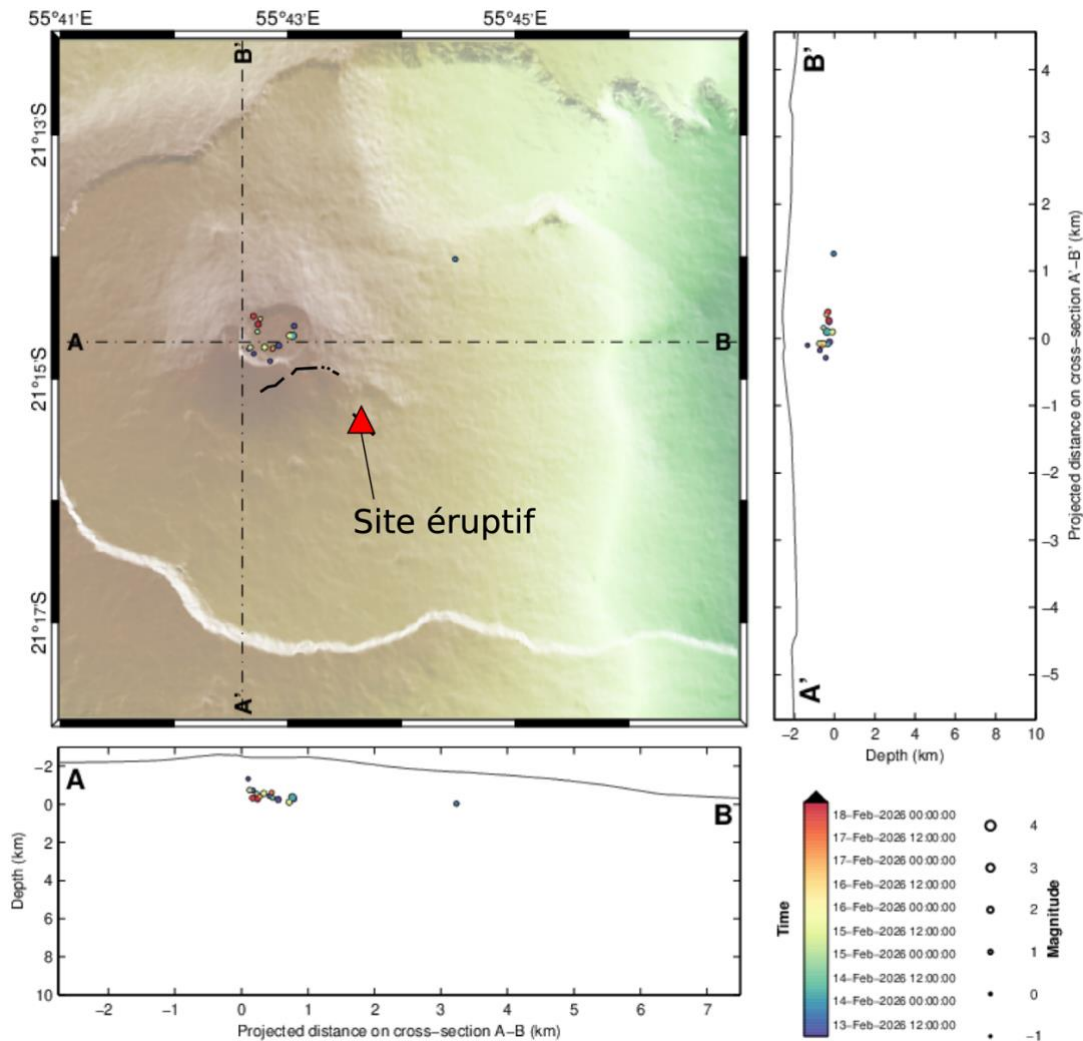 55°41'E 55°43'E 55°45'E
21°13'S
21°15'S
21°17'S
B'
A B
A'
Site éruptif
B'
A'
4
3
2
1
0
−1
−2
−3
−4
−5
Projected distance on cross−section A'−B' (km)
−2 0 2 4 6 8 10
Depth (km)
A
B
−2
0
2
4
6
8
10
Depth (km)
−2 −1 0 1 2 3 4 5 6 7
Projected distance on cross−section A−B (km)
Time
18−Feb−2026 00:00:00
17−Feb−2026 12:00:00
17−Feb−2026 00:00:00
16−Feb−2026 12:00:00
16−Feb−2026 00:00:00
15−Feb−2026 12:00:00
15−Feb−2026 00:00:00
14−Feb−2026 12:00:00
14−Feb−2026 00:00:00
13−Feb−2026 12:00:00
4
3
2
1
0
−1
Magnitude